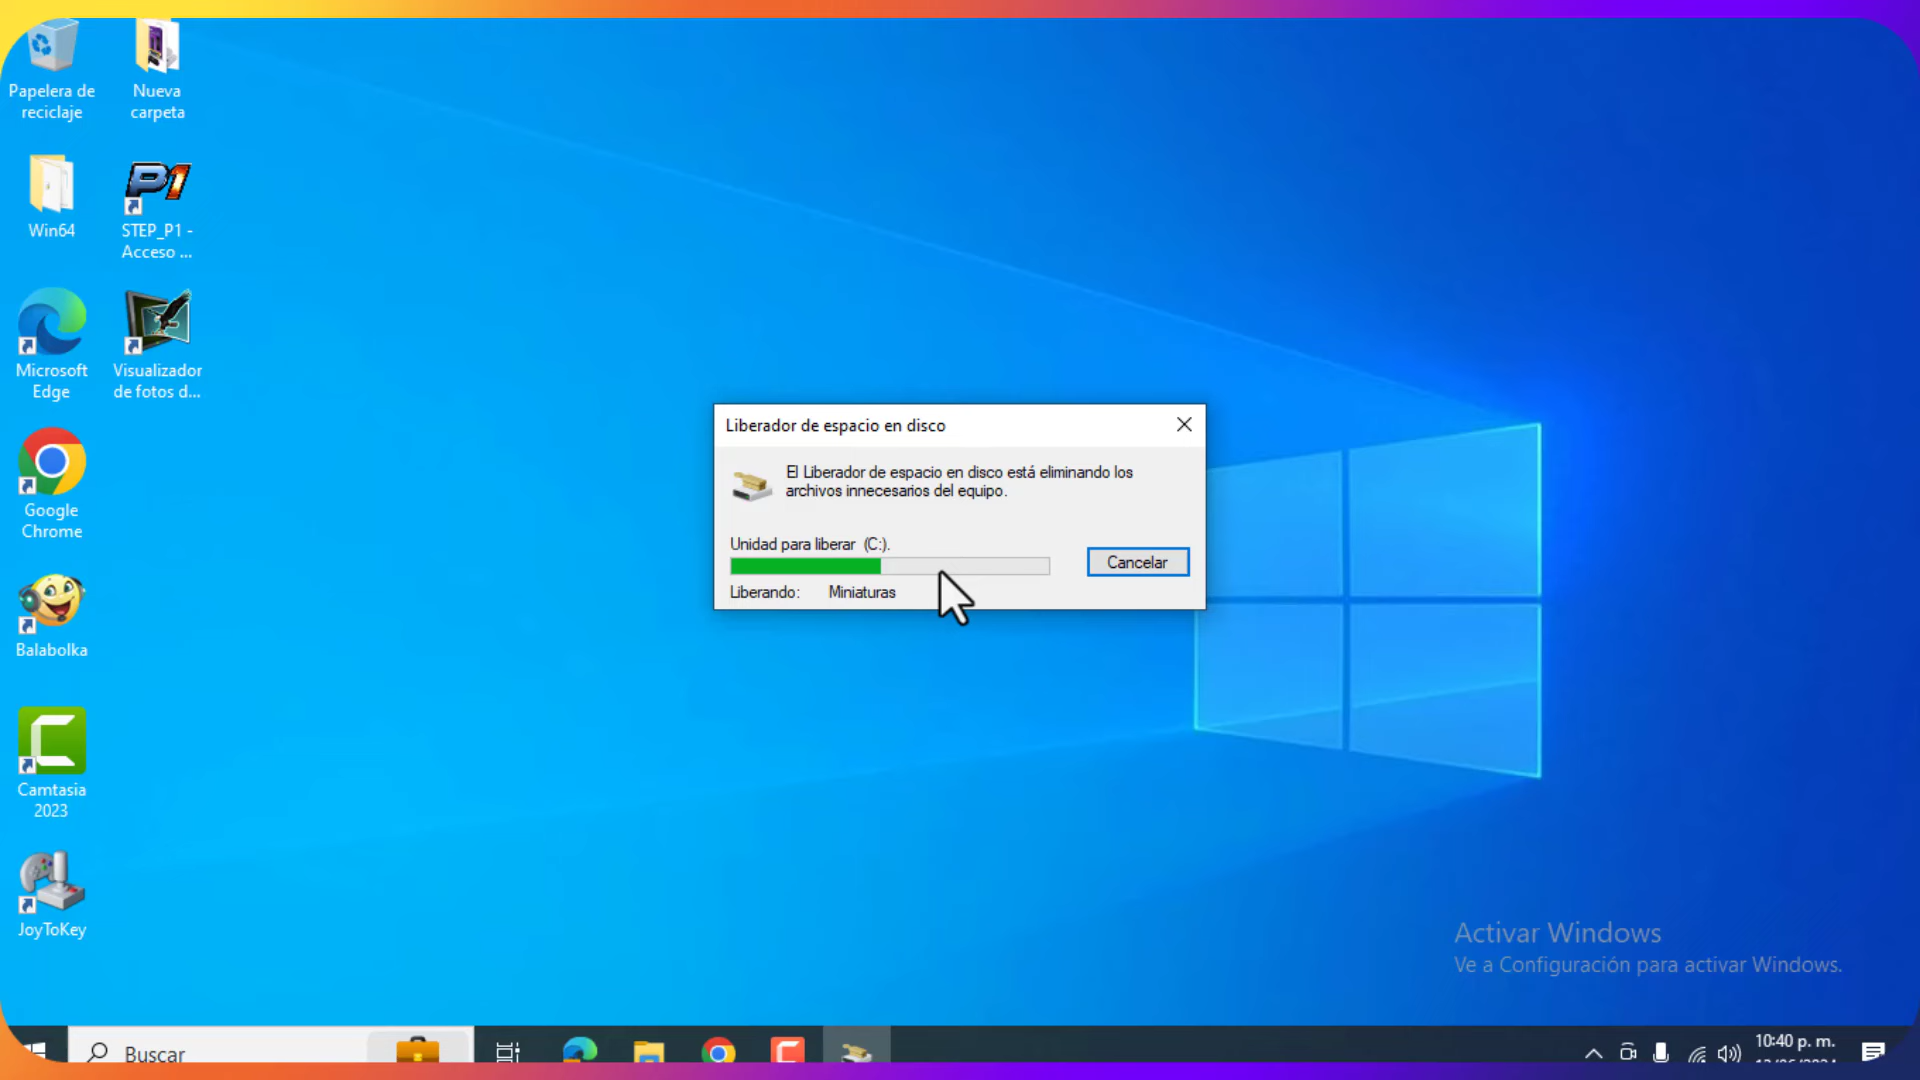 Papelera de
reciclaje
Nueva
carpeta
Win64
STEP_P1 -
Acceso ...
Microsoft
Edge
Visualizador
de fotos d...
Google
Chrome
Balabolka
Camtasia
2023
JoyToKey
Liberador de espacio en disco
El Liberador de espacio en disco está eliminando los
archivos innecesarios del equipo.
Unidad para liberar (C:).
Cancelar
Liberando: Miniaturas
Activar Windows
Ve a Configuración para activar Windows.
Buscar
10:40 p. m.